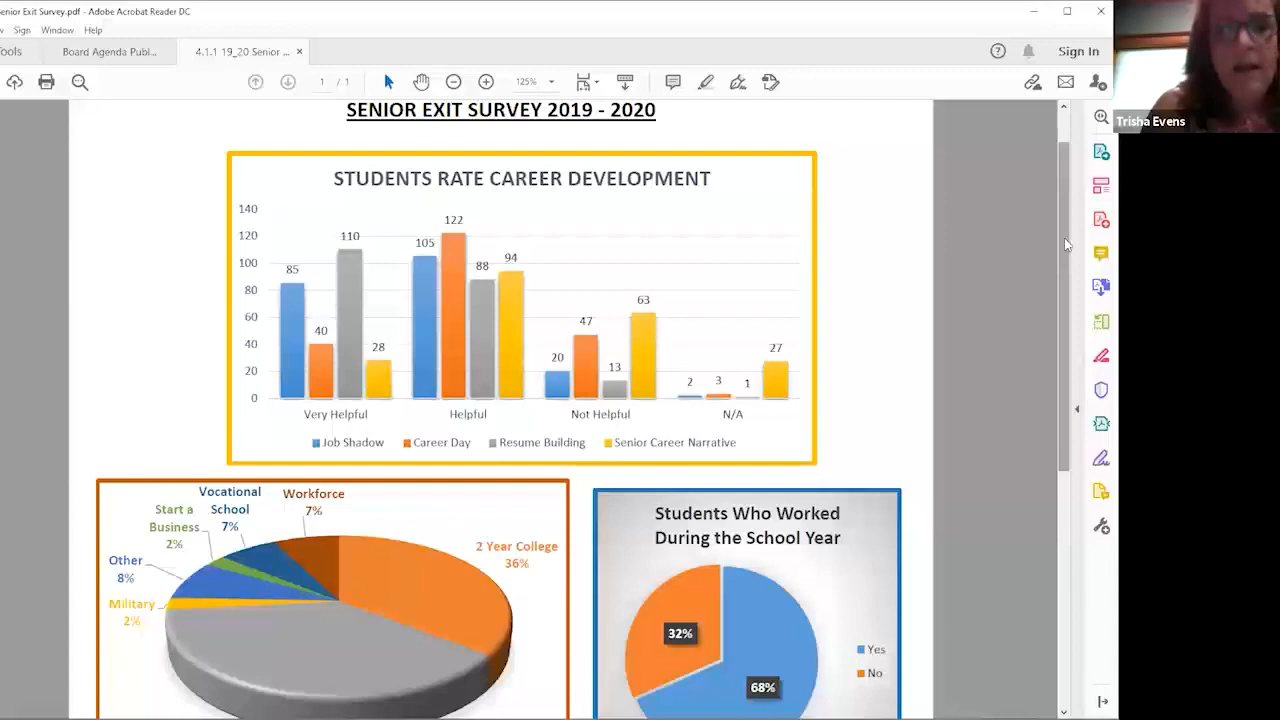 enior Exit Survey.pdf - Adobe Acrobat Reader DC
w Sign Window Help
ools Board Agenda Publ... 4.1.1 19_20 Senior ... × Sign In
1 / 1 125%
Trisha Evens
SENIOR EXIT SURVEY 2019 - 2020
STUDENTS RATE CAREER DEVELOPMENT
140
120
100
80
60
40
20
0
85 40 110 28
105 122 88 94
20 47 13 63
2 3 1 27
Very Helpful Helpful Not Helpful N/A
Job Shadow Career Day Resume Building Senior Career Narrative
Vocational
School
7%
Workforce
7%
Start a
Business
2%
2 Year College
36%
Other
8%
Military
2%
Students Who Worked
During the School Year
32%
68%
Yes
No